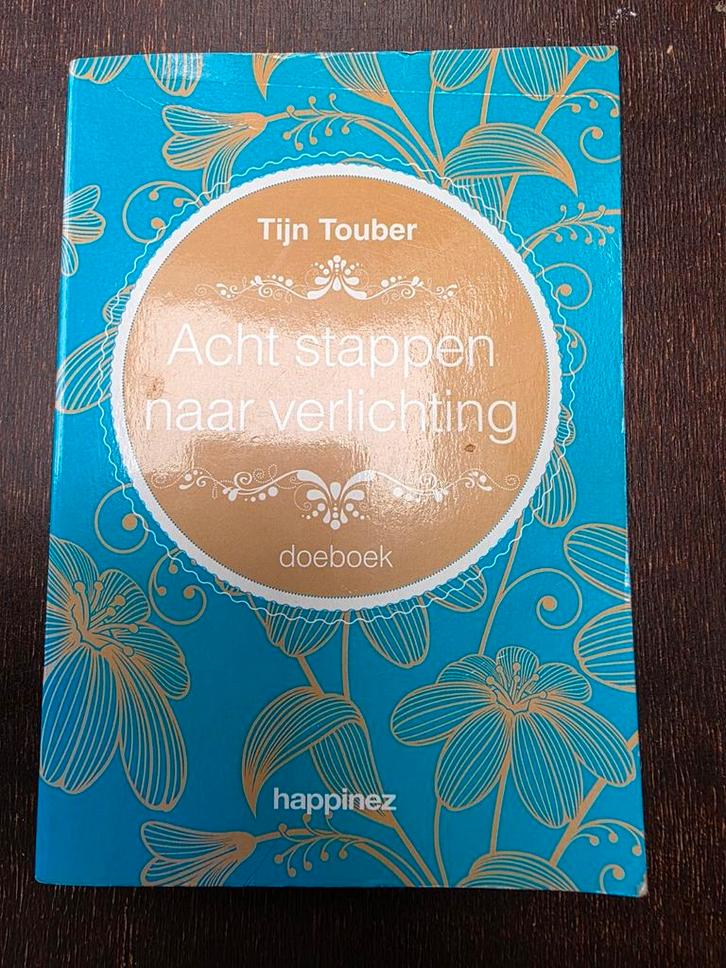 Tijn Touber
Acht stappen
naar verlichting
doeboek
happinez